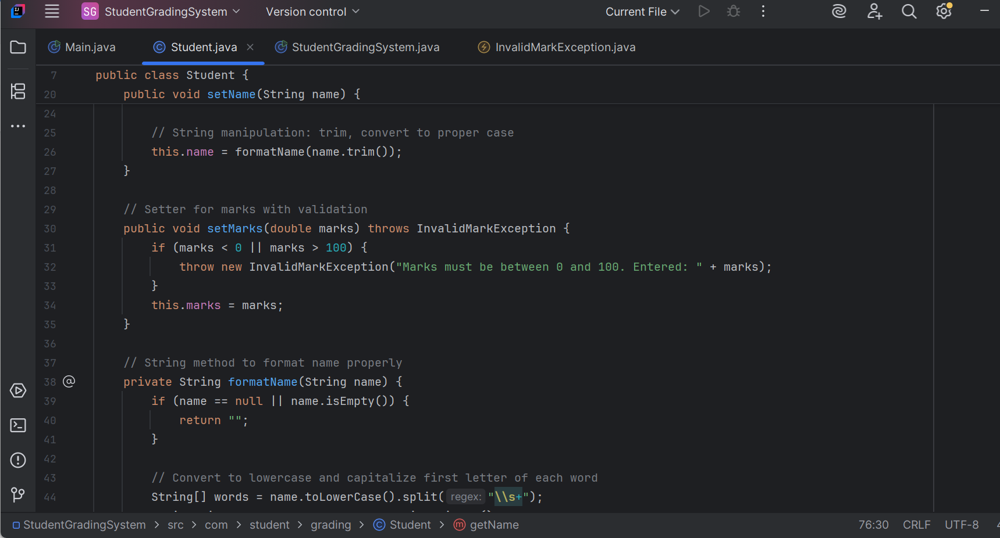 SG StudentGradingSystem Version control Current File
Main.java Student.java StudentGradingSystem.java InvalidMarkException.java
7 public class Student {
20 public void setName(String name) {
24
25 // String manipulation: trim, convert to proper case
26 this.name = formatName(name.trim());
27 }
28
29 // Setter for marks with validation
30 public void setMarks(double marks) throws InvalidMarkException {
31 if (marks < 0 || marks > 100) {
32 throw new InvalidMarkException("Marks must be between 0 and 100. Entered: " + marks);
33 }
34 this.marks = marks;
35 }
36
37 // String method to format name properly
38 @ private String formatName(String name) {
39 if (name == null || name.isEmpty()) {
40 return "";
41 }
42
43 // Convert to lowercase and capitalize first letter of each word
44 String[] words = name.toLowerCase().split( regex: "\\s+");
StudentGradingSystem > src > com > student > grading > Student > getName 76:30 CRLF UTF-8